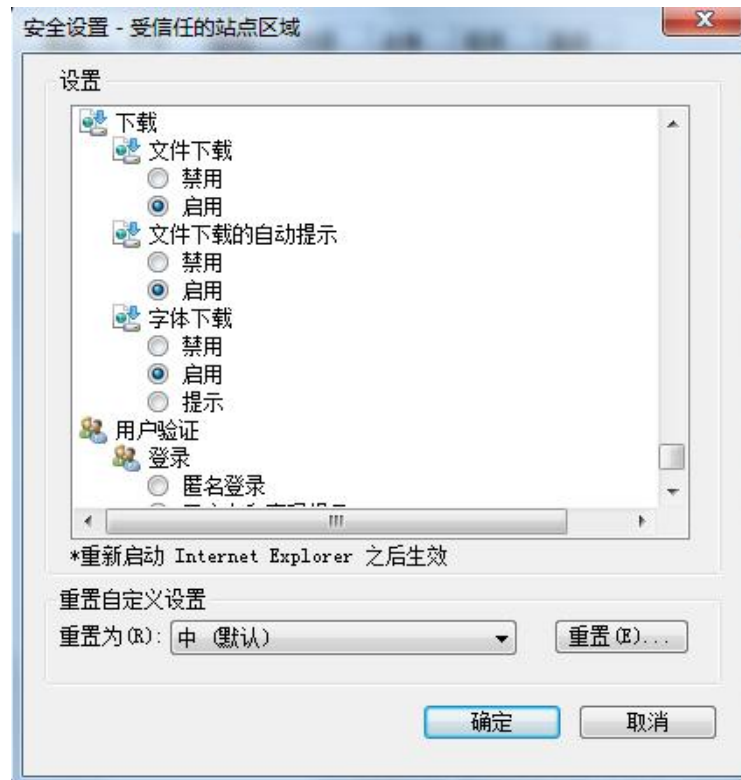 安全设置 - 受信任的站点区域
设置
下载
文件下载
禁用
启用
文件下载的自动提示
禁用
启用
字体下载
禁用
启用
提示
用户验证
登录
匿名登录
*重新启动 Internet Explorer 之后生效
重置自定义设置
重置为(R): 中 (默认) 重置(E)...
确定 取消